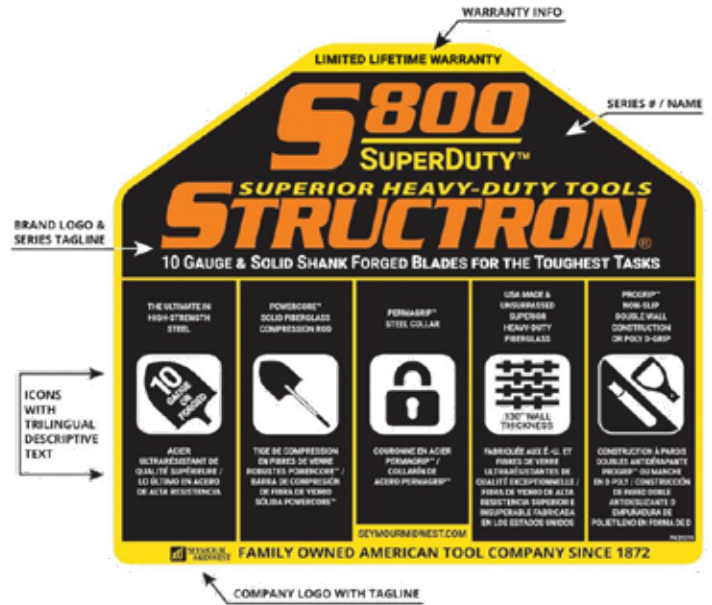 WARRANTY INFO
LIMITED LIFETIME WARRANTY
S800
SERIES # / NAME
SUPERDUTY™
SUPERIOR HEAVY-DUTY TOOLS
BRAND LOGO &
SERIES TAGLINE
STRUCTRON®
10 GAUGE & SOLID SHANK FORGED BLADES FOR THE TOUGHEST TASKS
ICONS
WITH
TRILINGUAL
DESCRIPTIVE
TEXT
THE ULTIMATE IN
HIGH-STRENGTH
STEEL
10
GAUGE
OR
FORGED
ACIER
ULTRARÉSISTANT DE
QUALITÉ SUPÉRIEURE /
LO ÚLTIMO EN ACERO
DE ALTA RESISTENCIA
POWERCORE™
SOLID FIBERGLASS
COMPRESSION ROD
TIGE DE COMPRESSION
EN FIBRES DE VERRE
ROBUSTES POWERCORE™ /
BARRA DE COMPRESIÓN
DE FIBRA DE VIDRIO
SÓLIDA POWERCORE™
PERMAGRIP™
STEEL COLLAR
COURONNE EN ACIER
PERMAGRIP™ /
COLLARÍN DE
ACERO PERMAGRIP™
USA MADE &
UNSURPASSED
SUPERIOR
HEAVY-DUTY
FIBERGLASS
.130" WALL
THICKNESS
FABRIQUÉE AUX É.-U. ET
FIBRES DE VERRE
ULTRARÉSISTANTES DE
QUALITÉ EXCEPTIONNELLE /
FIBRA DE VIDRIO DE ALTA
RESISTENCIA SUPERIOR E
INSUPERABLE FABRICADA
EN LOS ESTADOS UNIDOS
PROGRIP™
NON-SLIP
DOUBLE WALL
CONSTRUCTION
OR POLY D-GRIP
CONSTRUCTION À PAROIS
DOUBLES ANTIDÉRAPANTE
PROGRIP™ OU MANCHE
EN D POLY / CONSTRUCCIÓN
DE PARED DOBLE
ANTIDESLIZANTE O
EMPUÑADURA DE
POLIETILENO EN FORMA DE D
SEYMOURMIDWEST.COM
SEYMOUR
MIDWEST
FAMILY OWNED AMERICAN TOOL COMPANY SINCE 1872
COMPANY LOGO WITH TAGLINE